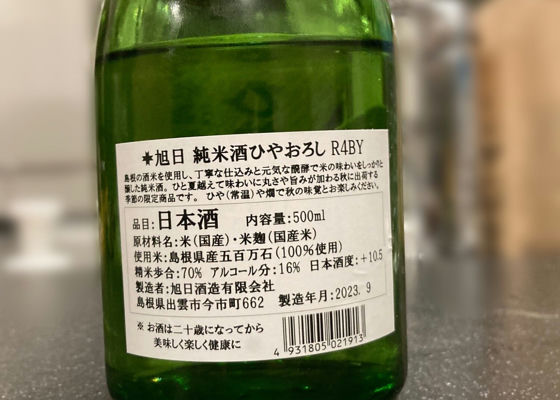 ✱旭日 純米酒ひやおろし R4BY
島根の酒米を使用し、丁寧な仕込みと元気な醗酵で米の味わいをしっかりと
醸した純米酒。ひと夏越えて味わいに丸さや旨みが加わる秋に出荷する
季節の限定商品です。 ひや(常温)や燗で秋の味覚とお楽しみください。
品目:日本酒 内容量:500ml
原材料名:米(国産)・米麹(国産米)
使用米:島根県産五百万石(100%使用)
精米歩合:70% アルコール分:16% 日本酒度:+10.5
製造者:旭日酒造有限会社
島根県出雲市今市町662 製造年月:2023. 9
※ お酒は二十歳になってから
美味しく楽しく健康に
4 931805 021913